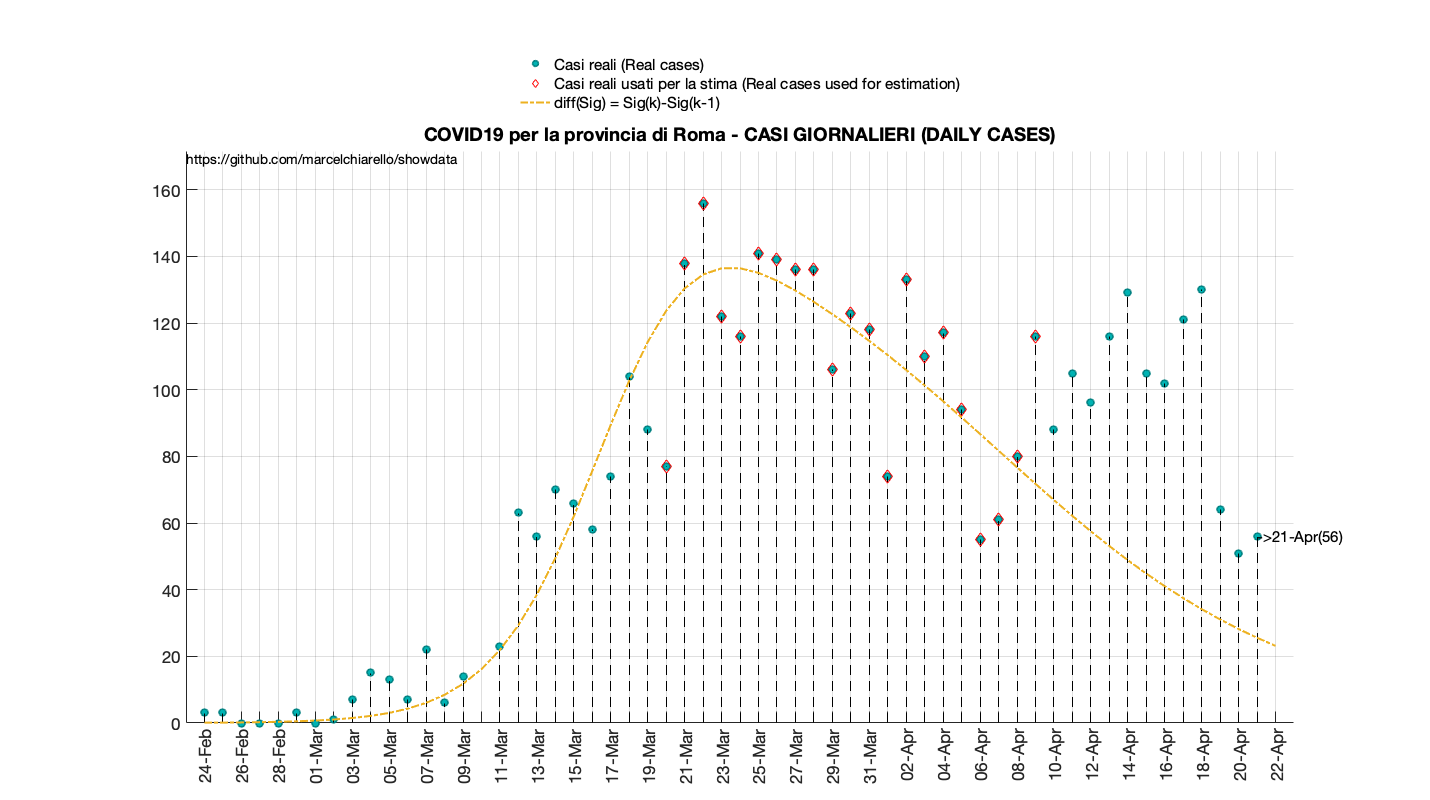 Casi reali (Real cases)
Casi reali usati per la stima (Real cases used for estimation)
diff(Sig) = Sig(k)-Sig(k-1)
COVID19 per la provincia di Roma - CASI GIORNALIERI (DAILY CASES)
https://github.com/marcelchiarello/showdata
160
140
120
100
80
60
40
20
0
>21-Apr(56)
24-Feb
26-Feb
28-Feb
01-Mar
03-Mar
05-Mar
07-Mar
09-Mar
11-Mar
13-Mar
15-Mar
17-Mar
19-Mar
21-Mar
23-Mar
25-Mar
27-Mar
29-Mar
31-Mar
02-Apr
04-Apr
06-Apr
08-Apr
10-Apr
12-Apr
14-Apr
16-Apr
18-Apr
20-Apr
22-Apr